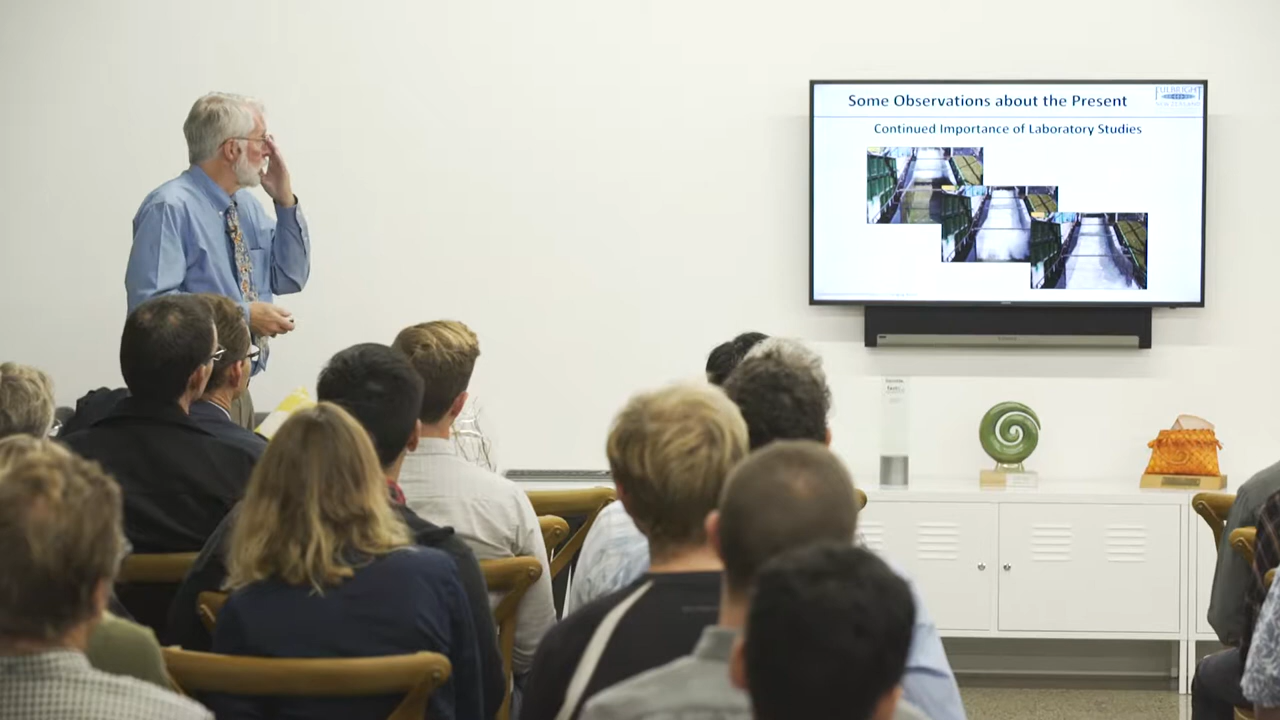 Some Observations about the Present
FULBRIGHT
NEW ZEALAND
Continued Importance of Laboratory Studies